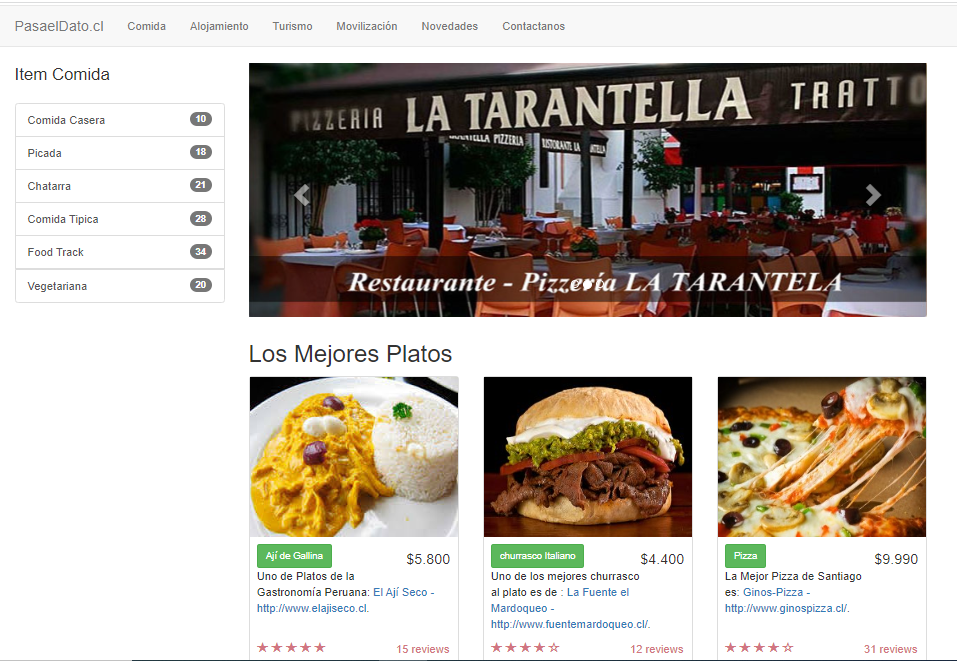 PasaelDato.cl Comida Alojamiento Turismo Movilización Novedades Contactanos
Item Comida
Comida Casera 10
Picada 18
Chatarra 21
Comida Tipica 28
Food Track 34
Vegetariana 20
PIZZERIA LA TARANTELLA TRATTO
TARANTELLA PIZZERIA RISTORANTE LA
Restaurante - Pizzería LA TARANTELA
Los Mejores Platos
Ají de Gallina $5.800
Uno de Platos de la
Gastronomía Peruana: El Ají Seco -
http://www.elajiseco.cl.
★★★★★ 15 reviews
churrasco Italiano $4.400
Uno de los mejores churrasco
al plato es de : La Fuente el
Mardoqueo -
http://www.fuentemardoqueo.cl/.
★★★★☆ 12 reviews
Pizza $9.990
La Mejor Pizza de Santiago
es: Ginos-Pizza -
http://www.ginospizza.cl/.
★★★★☆ 31 reviews